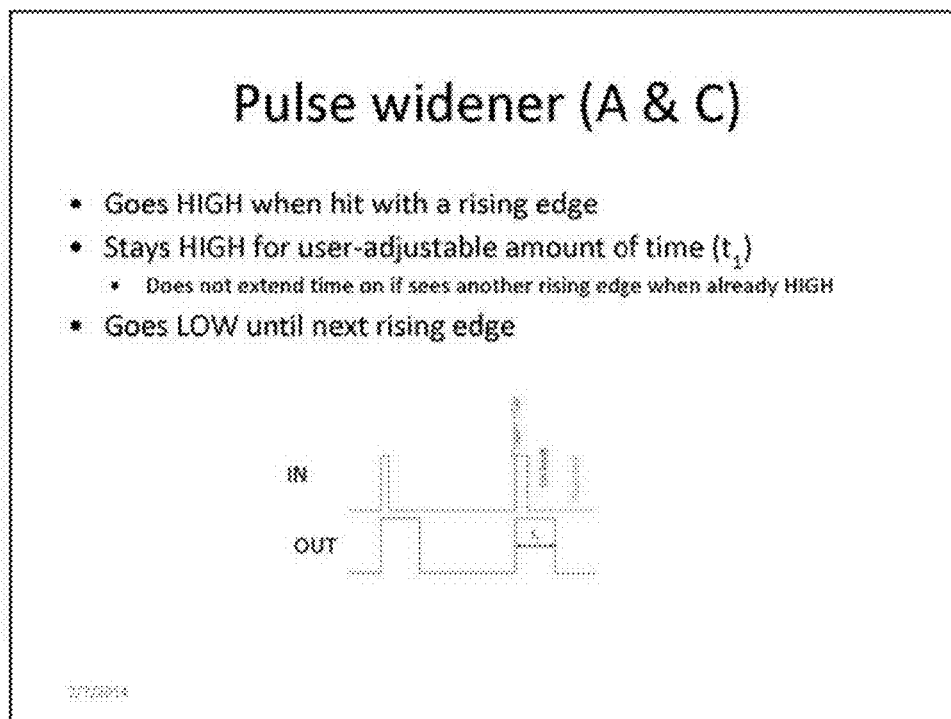 Pulse widener (A & C)
• Goes HIGH when hit with a rising edge
• Stays HIGH for user-adjustable amount of time (t₁)
• Does not extend time on if sees another rising edge when already HIGH
• Goes LOW until next rising edge
IN
OUT